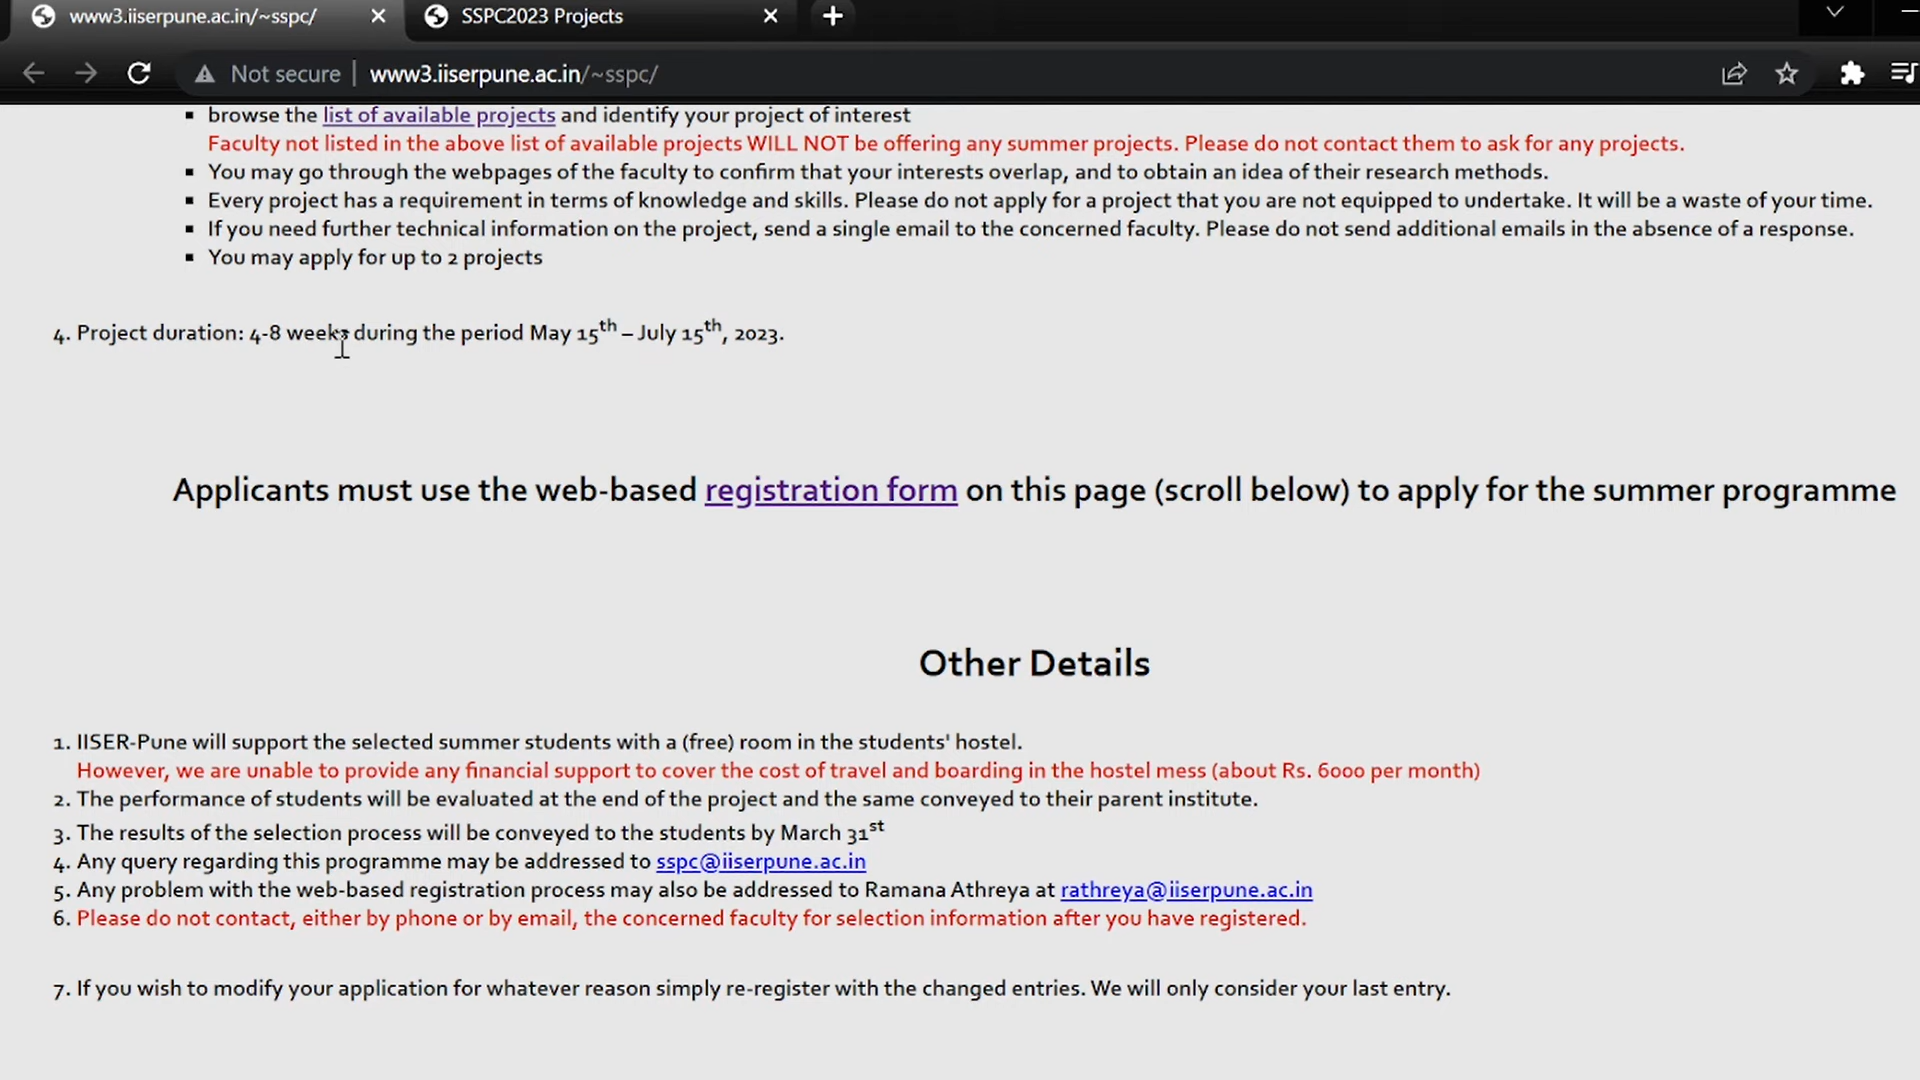 www3.iiserpune.ac.in/~sspc/
SSPC2023 Projects
Not secure
www3.iiserpune.ac.in/~sspc/
browse the list of available projects and identify your project of interest
Faculty not listed in the above list of available projects WILL NOT be offering any summer projects. Please do not contact them to ask for any projects.
You may go through the webpages of the faculty to confirm that your interests overlap, and to obtain an idea of their research methods.
Every project has a requirement in terms of knowledge and skills. Please do not apply for a project that you are not equipped to undertake. It will be a waste of your time.
If you need further technical information on the project, send a single email to the concerned faculty. Please do not send additional emails in the absence of a response.
You may apply for up to 2 projects
4. Project duration: 4-8 weeks during the period May 15th – July 15th, 2023.
Applicants must use the web-based registration form on this page (scroll below) to apply for the summer programme
Other Details
1. IISER-Pune will support the selected summer students with a (free) room in the students' hostel.
However, we are unable to provide any financial support to cover the cost of travel and boarding in the hostel mess (about Rs. 6000 per month)
2. The performance of students will be evaluated at the end of the project and the same conveyed to their parent institute.
3. The results of the selection process will be conveyed to the students by March 31st
4. Any query regarding this programme may be addressed to sspc@iiserpune.ac.in
5. Any problem with the web-based registration process may also be addressed to Ramana Athreya at rathreya@iiserpune.ac.in
6. Please do not contact, either by phone or by email, the concerned faculty for selection information after you have registered.
7. If you wish to modify your application for whatever reason simply re-register with the changed entries. We will only consider your last entry.